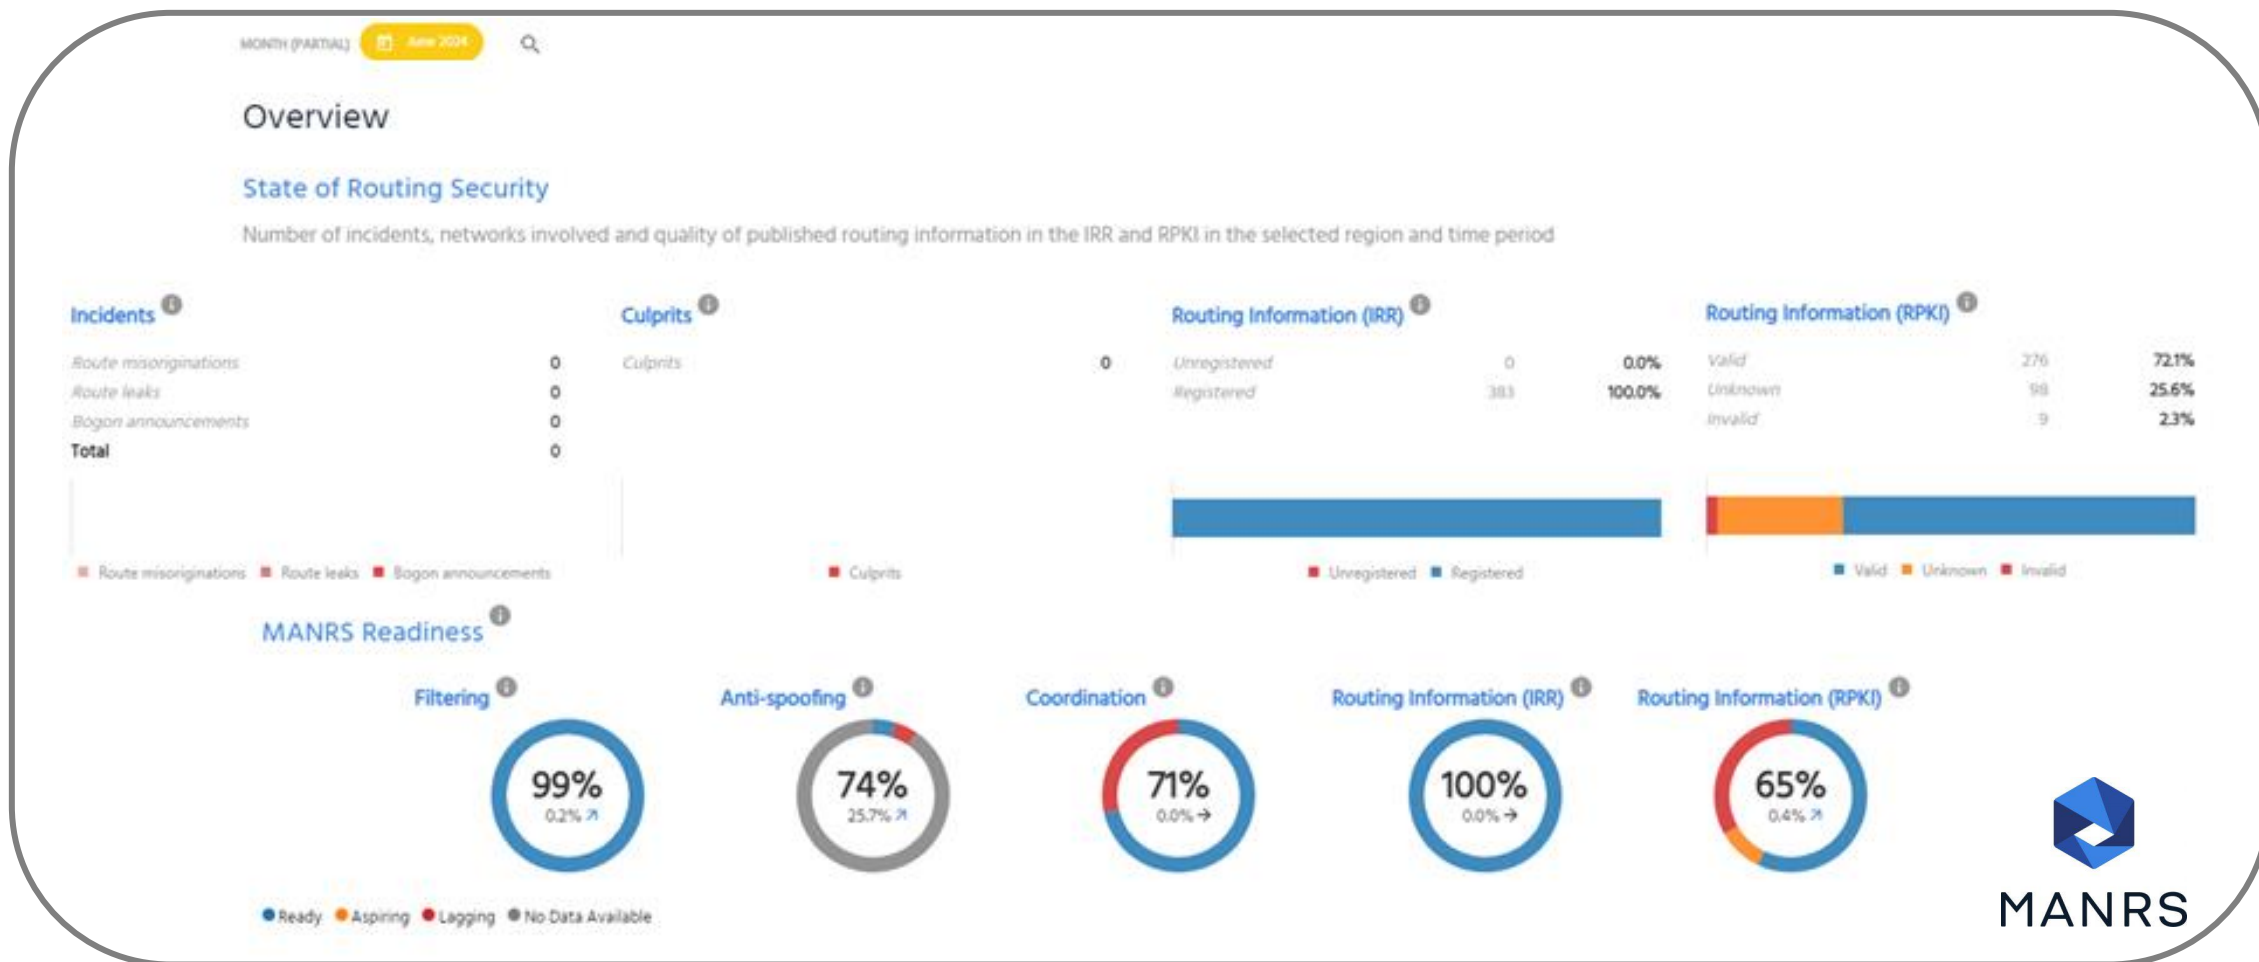 MONTH (PARTIAL) June 2024
Overview
State of Routing Security
Number of incidents, networks involved and quality of published routing information in the IRR and RPKI in the selected region and time period
Incidents
Route misoriginations 0
Route leaks 0
Bogon announcements 0
Total 0
Route misoriginations Route leaks Bogon announcements
Culprits
Culprits 0
Culprits
Routing Information (IRR)
Unregistered 0 0.0%
Registered 383 100.0%
Unregistered Registered
Routing Information (RPKI)
Valid 276 72.1%
Unknown 98 25.6%
Invalid 9 2.3%
Valid Unknown Invalid
MANRS Readiness
Filtering
99%
0.2%
Anti-spoofing
74%
25.7%
Coordination
71%
0.0%
Routing Information (IRR)
100%
0.0%
Routing Information (RPKI)
65%
0.4%
Ready Aspiring Lagging No Data Available
MANRS